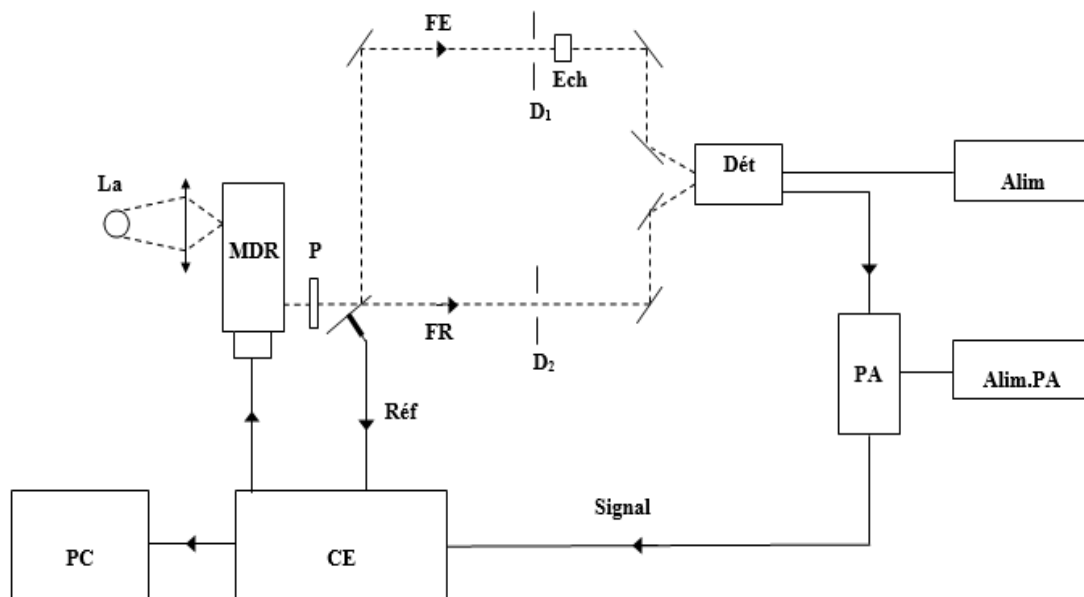 FE
Ech
D₁
La
Dét
Alim
MDR
P
FR
D₂
PA
Alim.PA
Réf
Signal
PC
CE